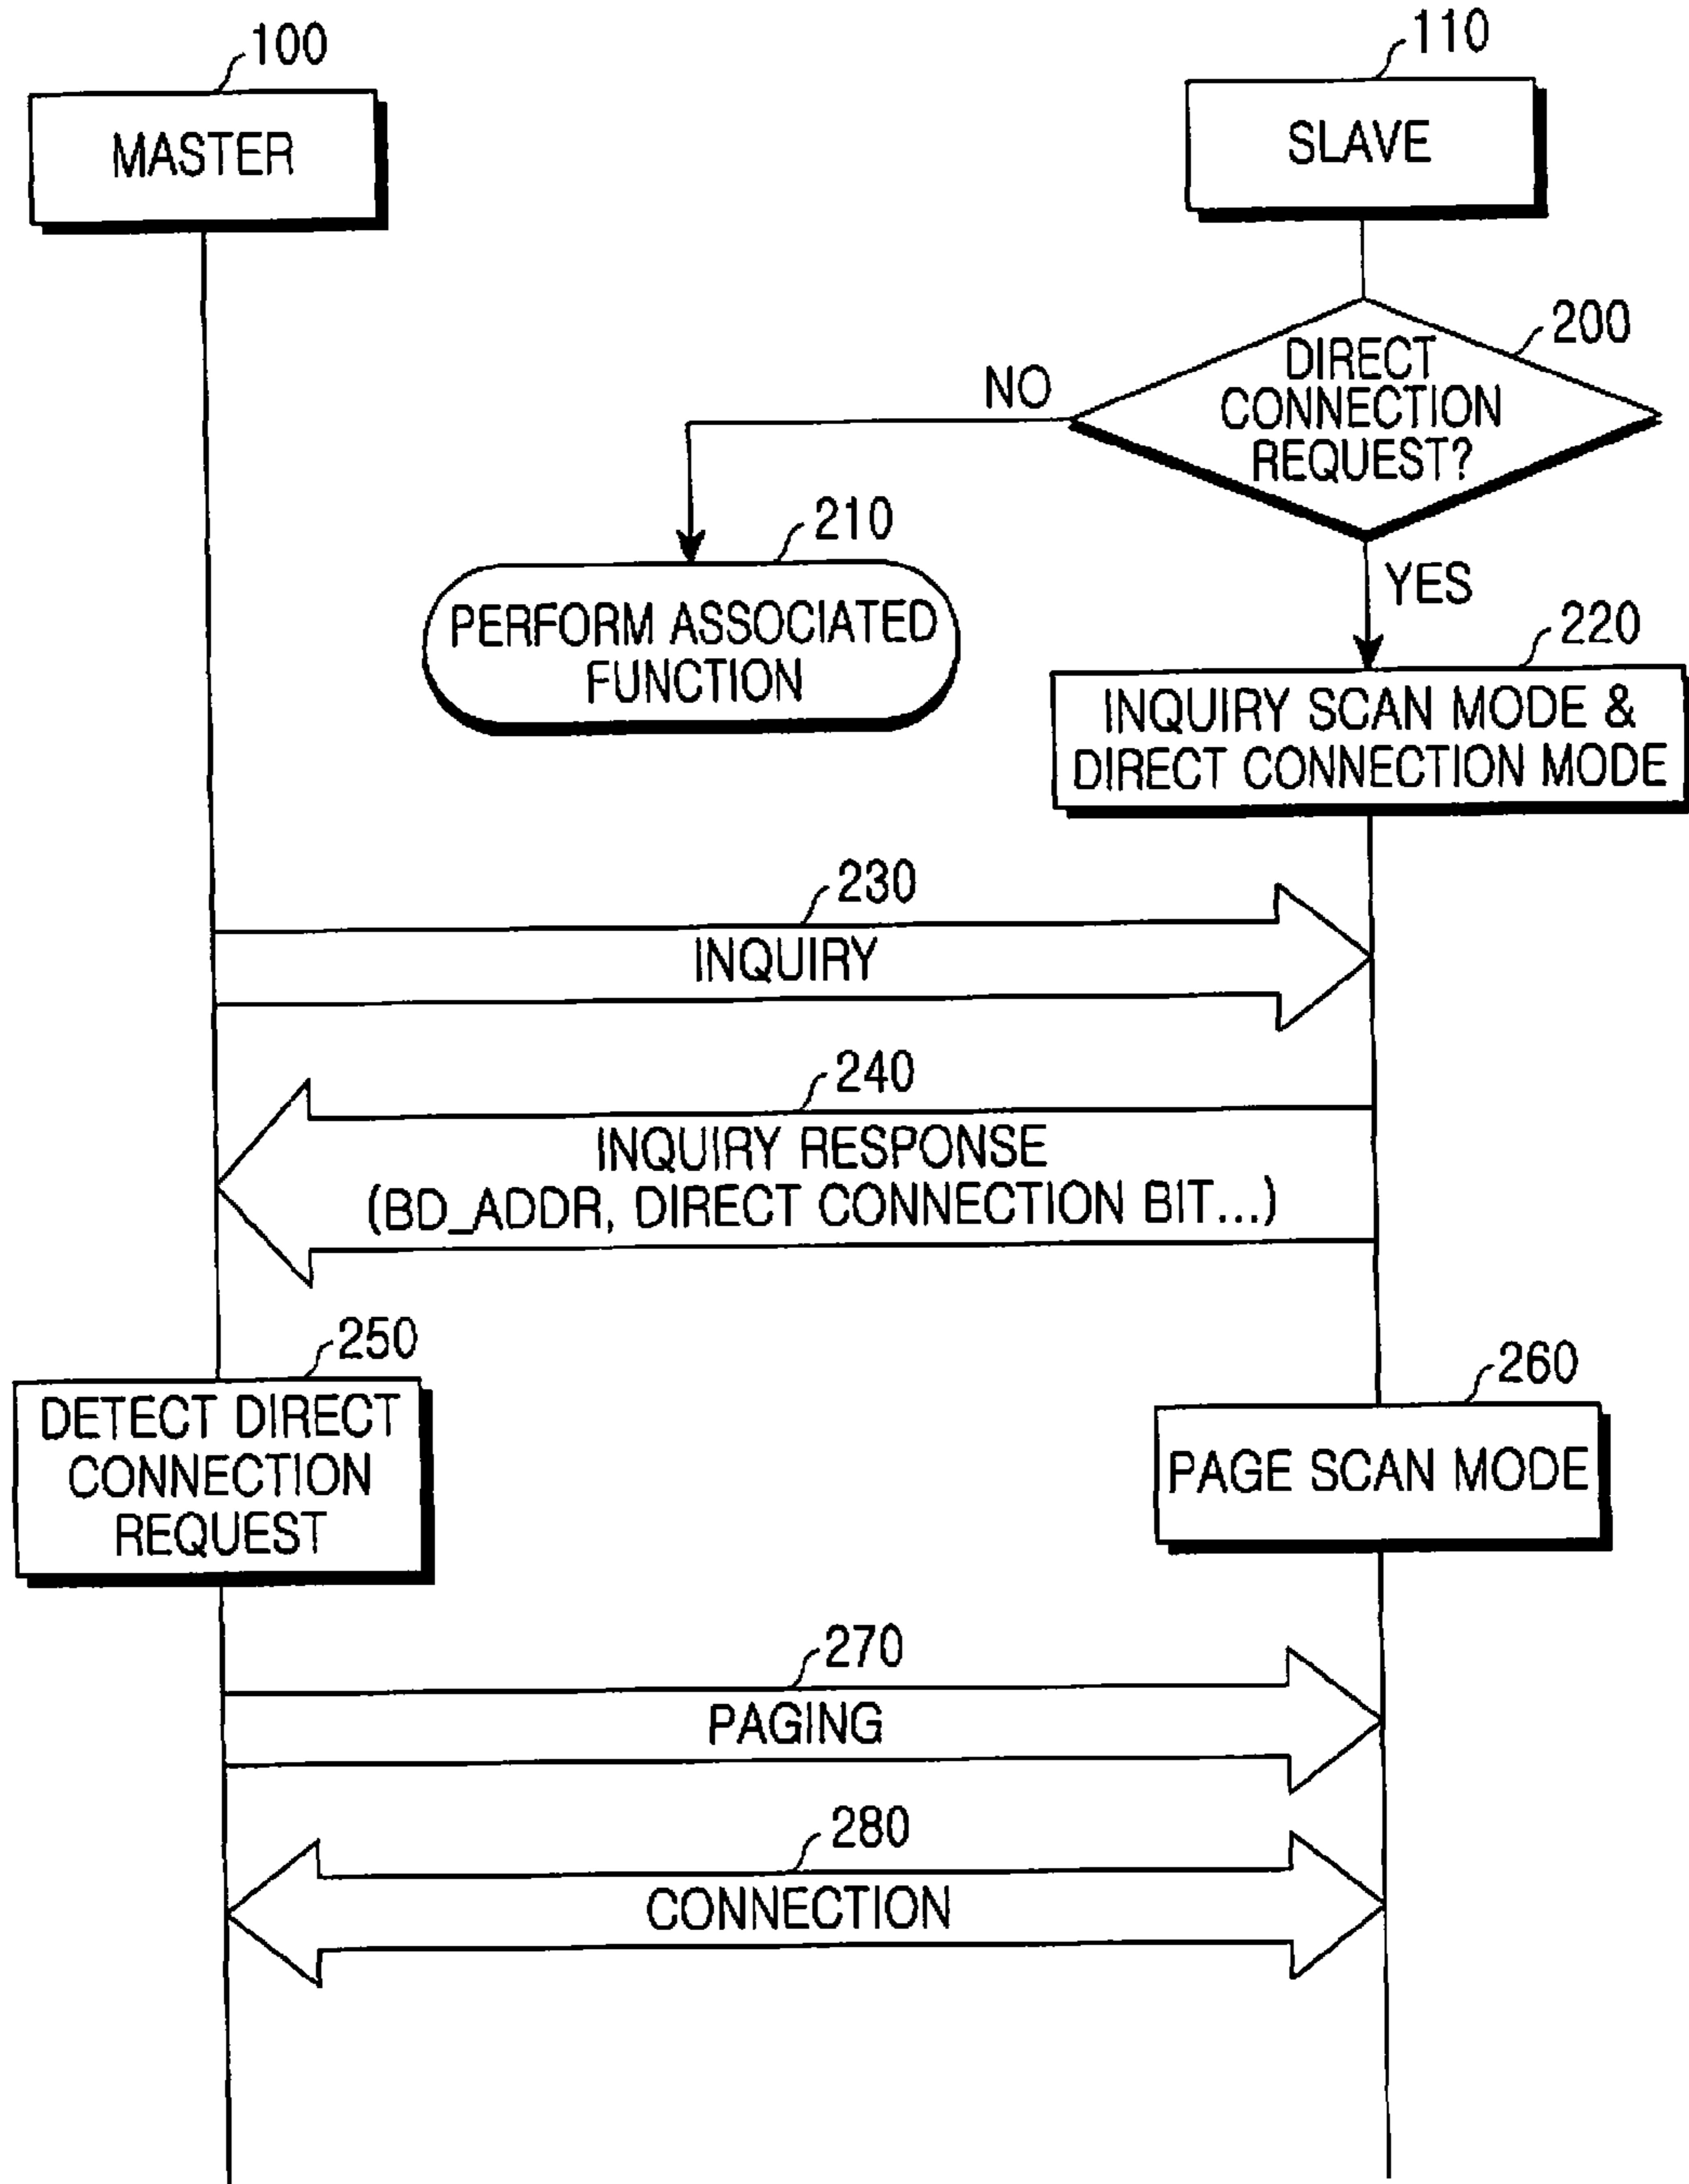 100
MASTER
110
SLAVE
200
DIRECT
CONNECTION
REQUEST?
NO
YES
210
PERFORM ASSOCIATED
FUNCTION
220
INQUIRY SCAN MODE &
DIRECT CONNECTION MODE
230
INQUIRY
240
INQUIRY RESPONSE
(BD_ADDR, DIRECT CONNECTION BIT...)
250
DETECT DIRECT
CONNECTION
REQUEST
260
PAGE SCAN MODE
270
PAGING
280
CONNECTION